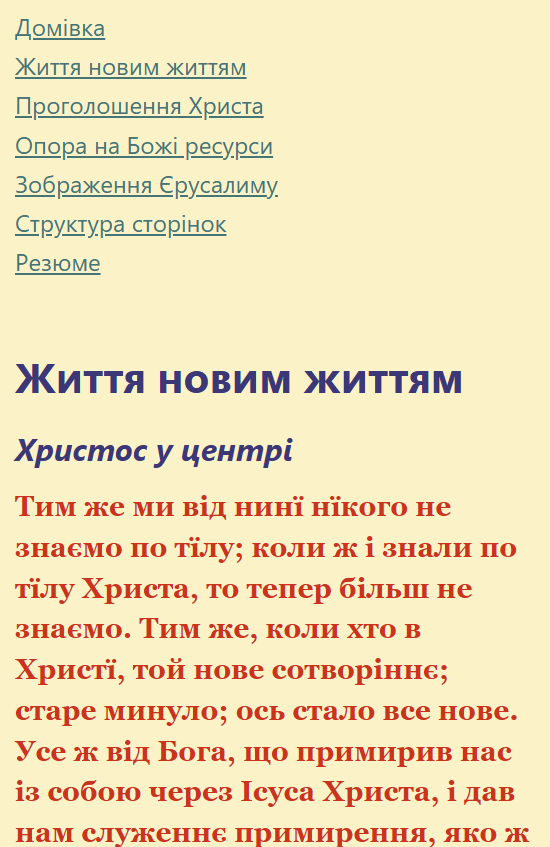 Домівка
Життя новим життям
Проголошення Христа
Опора на Божі ресурси
Зображення Єрусалиму
Структура сторінок
Резюме
Життя новим життям
Христос у центрі
Тим же ми від нинї нїкого не
знаємо по тїлу; коли ж і знали по
тїлу Христа, то тепер більш не
знаємо. Тим же, коли хто в
Христї, той нове сотворіннє;
старе минуло; ось стало все нове.
Усе ж від Бога, що примирив нас
із собою через Ісуса Христа, і дав
нам служеннє примирення, яко ж